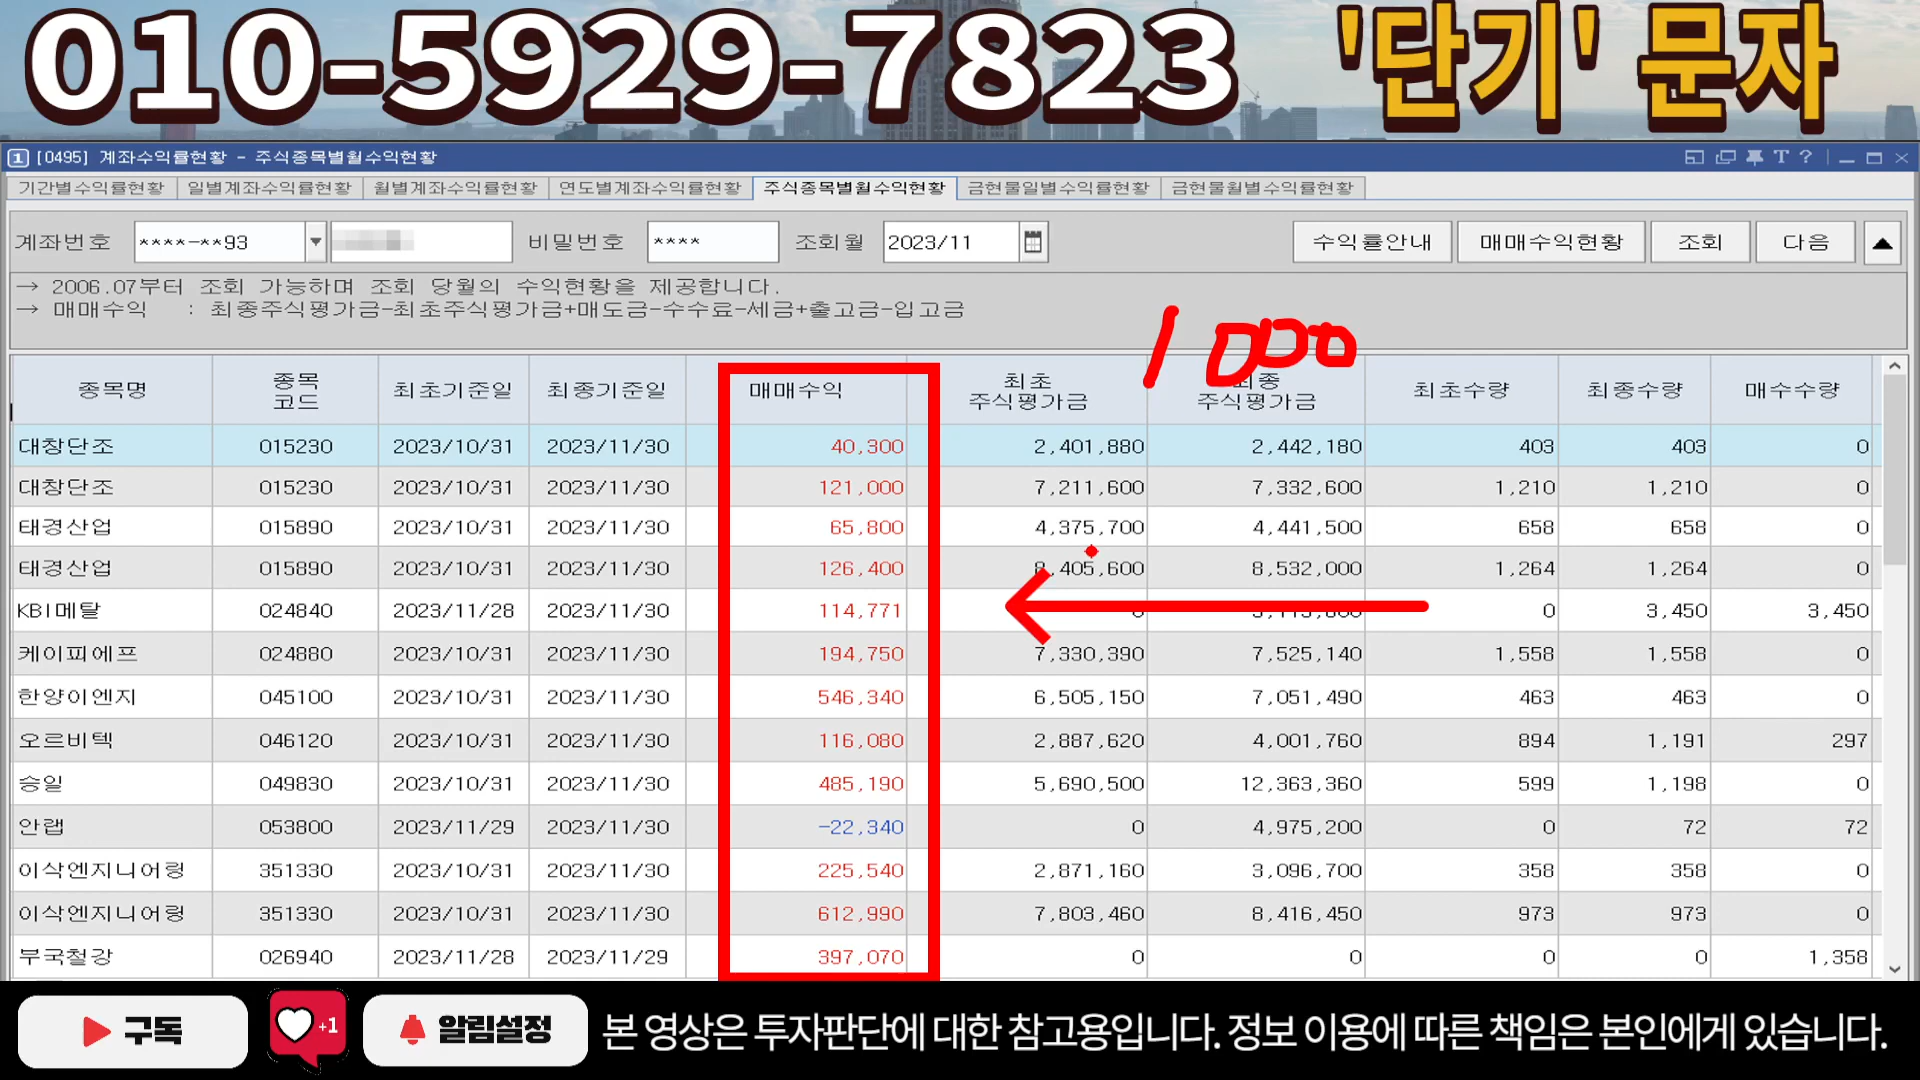 010-5929-7823 '단기' 문자
1 [0495] 계좌수익률현황 - 주식종목별월수익현황
기간별수익률현황 일별계좌수익률현황 월별계좌수익률현황 연도별계좌수익률현황 주식종목별월수익현황 금현물일별수익률현황 금현물월별수익률현황
계좌번호 ****-**93 비밀번호 **** 조회월 2023/11 수익률안내 매매수익현황 조회 다음
→ 2006.07부터 조회 가능하며 조회 당월의 수익현황을 제공합니다.
→ 매매수익 : 최종주식평가금-최초주식평가금+매도금-수수료-세금+출고금-입고금
1000
종목명 종목코드 최초기준일 최종기준일 매매수익 최초주식평가금 최종주식평가금 최초수량 최종수량 매수수량
대창단조 015230 2023/10/31 2023/11/30 40,300 2,401,880 2,442,180 403 403 0
대창단조 015230 2023/10/31 2023/11/30 121,000 7,211,600 7,332,600 1,210 1,210 0
태경산업 015890 2023/10/31 2023/11/30 65,800 4,375,700 4,441,500 658 658 0
태경산업 015890 2023/10/31 2023/11/30 126,400 8,405,600 8,532,000 1,264 1,264 0
KBI메탈 024840 2023/11/28 2023/11/30 114,771 0 0 3,450 3,450
케이피에프 024880 2023/10/31 2023/11/30 194,750 7,330,390 7,525,140 1,558 1,558 0
한양이엔지 045100 2023/10/31 2023/11/30 546,340 6,505,150 7,051,490 463 463 0
오르비텍 046120 2023/10/31 2023/11/30 116,080 2,887,620 4,001,760 894 1,191 297
승일 049830 2023/10/31 2023/11/30 485,190 5,690,500 12,363,360 599 1,198 0
안랩 053800 2023/11/29 2023/11/30 -22,340 0 4,975,200 0 72 72
이삭엔지니어링 351330 2023/10/31 2023/11/30 225,540 2,871,160 3,096,700 358 358 0
이삭엔지니어링 351330 2023/10/31 2023/11/30 612,990 7,803,460 8,416,450 973 973 0
부국철강 026940 2023/11/28 2023/11/29 397,070 0 0 0 0 1,358
구독 +1 알림설정 본 영상은 투자판단에 대한 참고용입니다. 정보 이용에 따른 책임은 본인에게 있습니다.